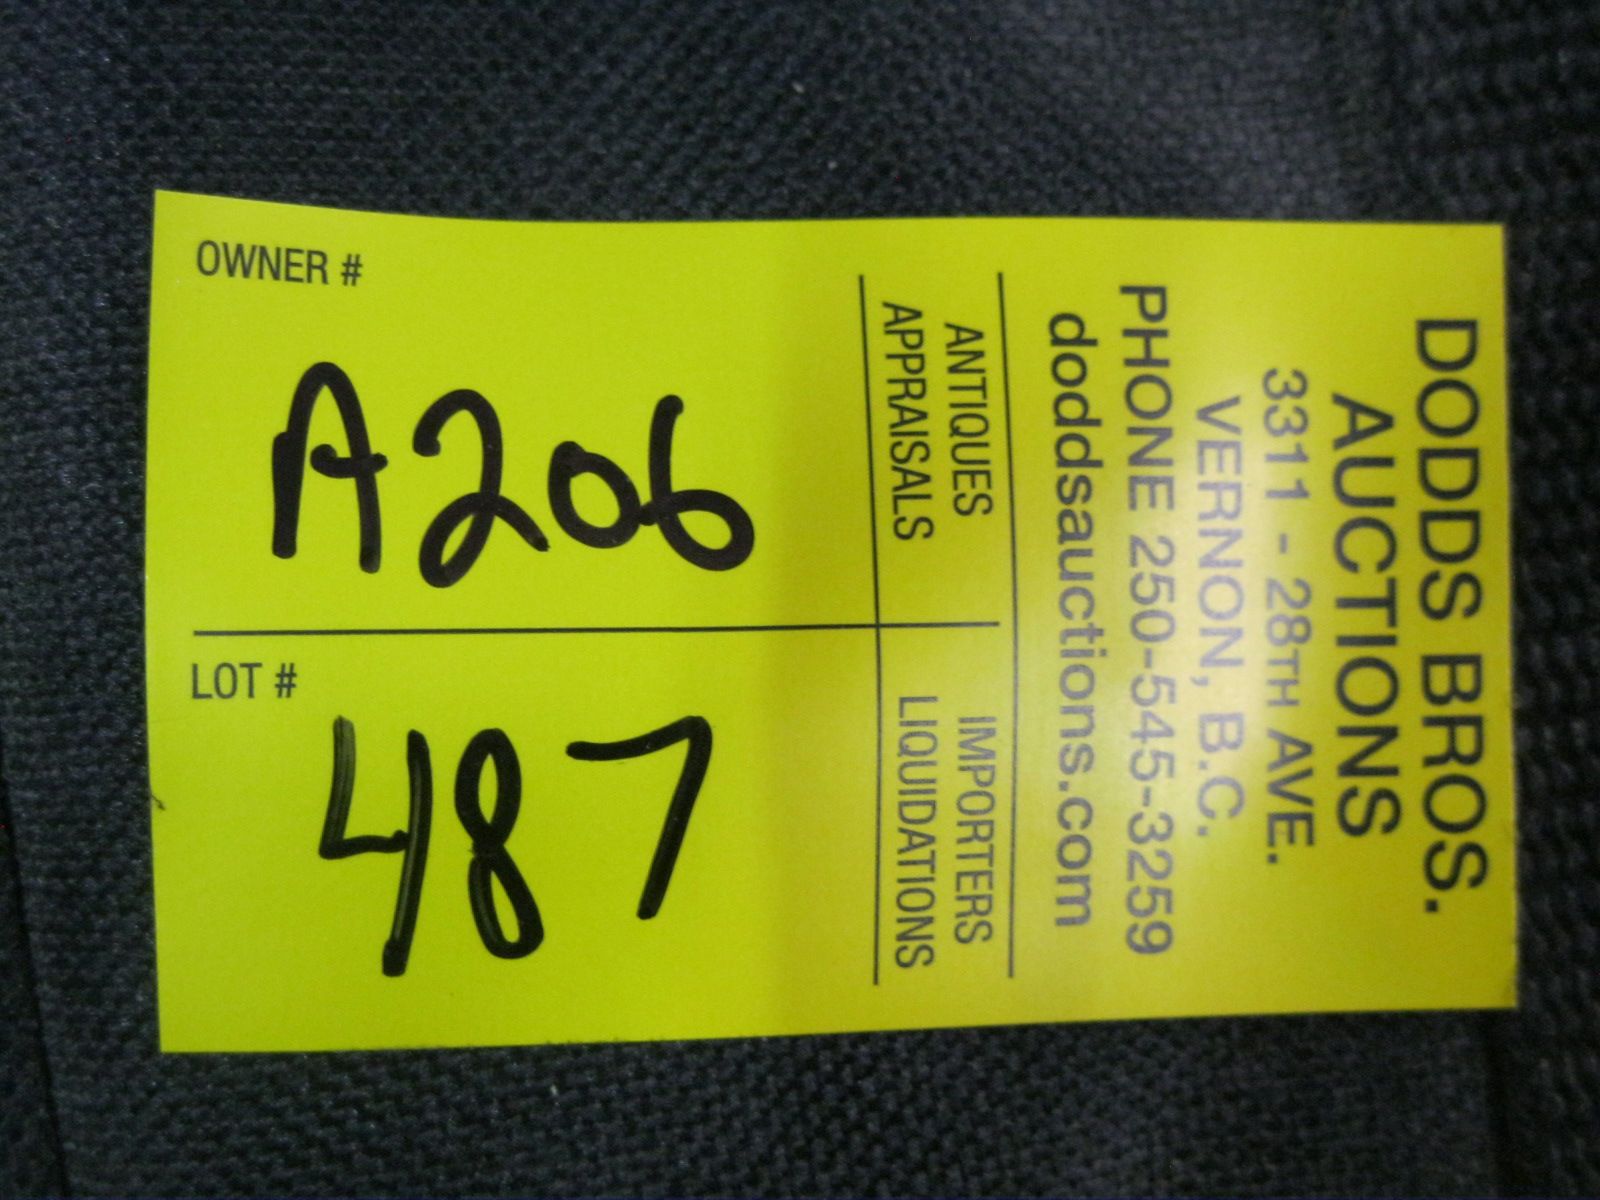 OWNER #
A206
LOT #
487
DODDS BROS.
AUCTIONS
3311 - 28TH AVE.
VERNON, B.C.
PHONE 250-545-3259
doddsauctions.com
ANTIQUES
APPRAISALS
IMPORTERS
LIQUIDATIONS